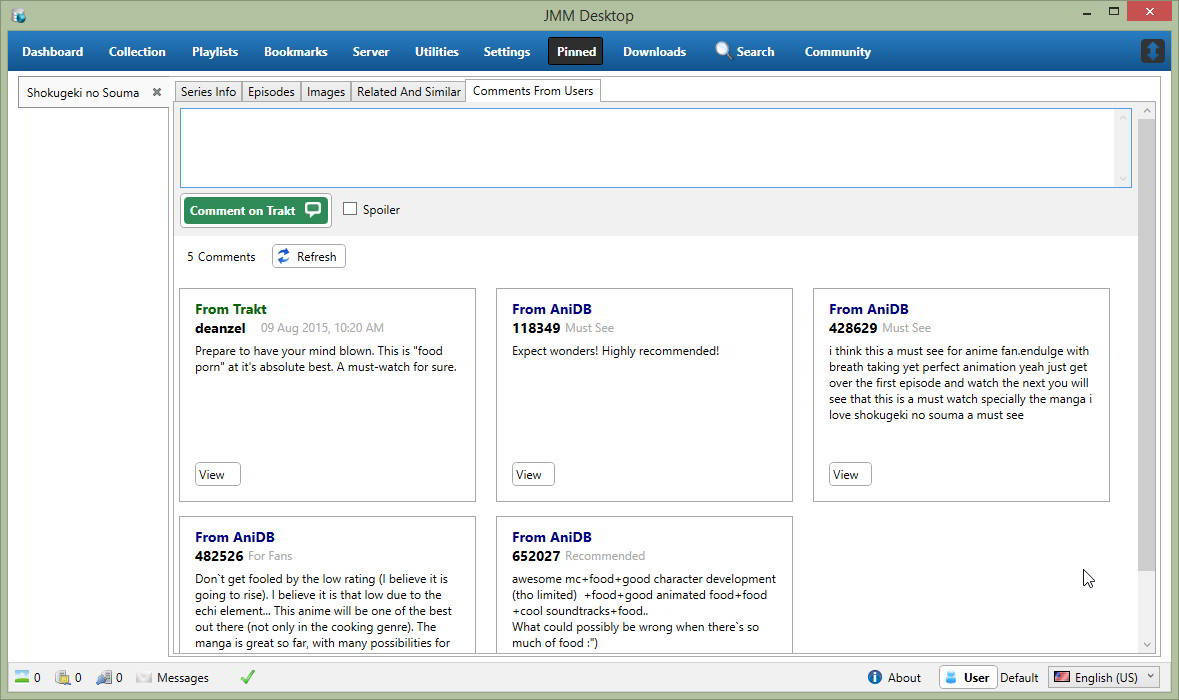 JMM Desktop
Dashboard Collection Playlists Bookmarks Server Utilities Settings Pinned Downloads Search Community
Shokugeki no Souma
Series Info Episodes Images Related And Similar Comments From Users
Comment on Trakt Spoiler
5 Comments Refresh
From Trakt
deanzel 09 Aug 2015, 10:20 AM
Prepare to have your mind blown. This is "food
porn" at it's absolute best. A must-watch for sure.
View
From AniDB
118349 Must See
Expect wonders! Highly recommended!
View
From AniDB
428629 Must See
i think this a must see for anime fan.endulge with
breath taking yet perfect animation yeah just get
over the first episode and watch the next you will
see that this is a must watch specially the manga i
love shokugeki no souma a must see
View
From AniDB
482526 For Fans
Don`t get fooled by the low rating (I believe it is
going to rise). I believe it is that low due to the
echi element... This anime will be one of the best
out there (not only in the cooking genre). The
manga is great so far, with many possibilities for
From AniDB
652027 Recommended
awesome mc+food+good character development
(tho limited) +food+good animated food+food
+cool soundtracks+food..
What could possibly be wrong when there`s so
much of food :")
0 0 0 Messages About User Default English (US)